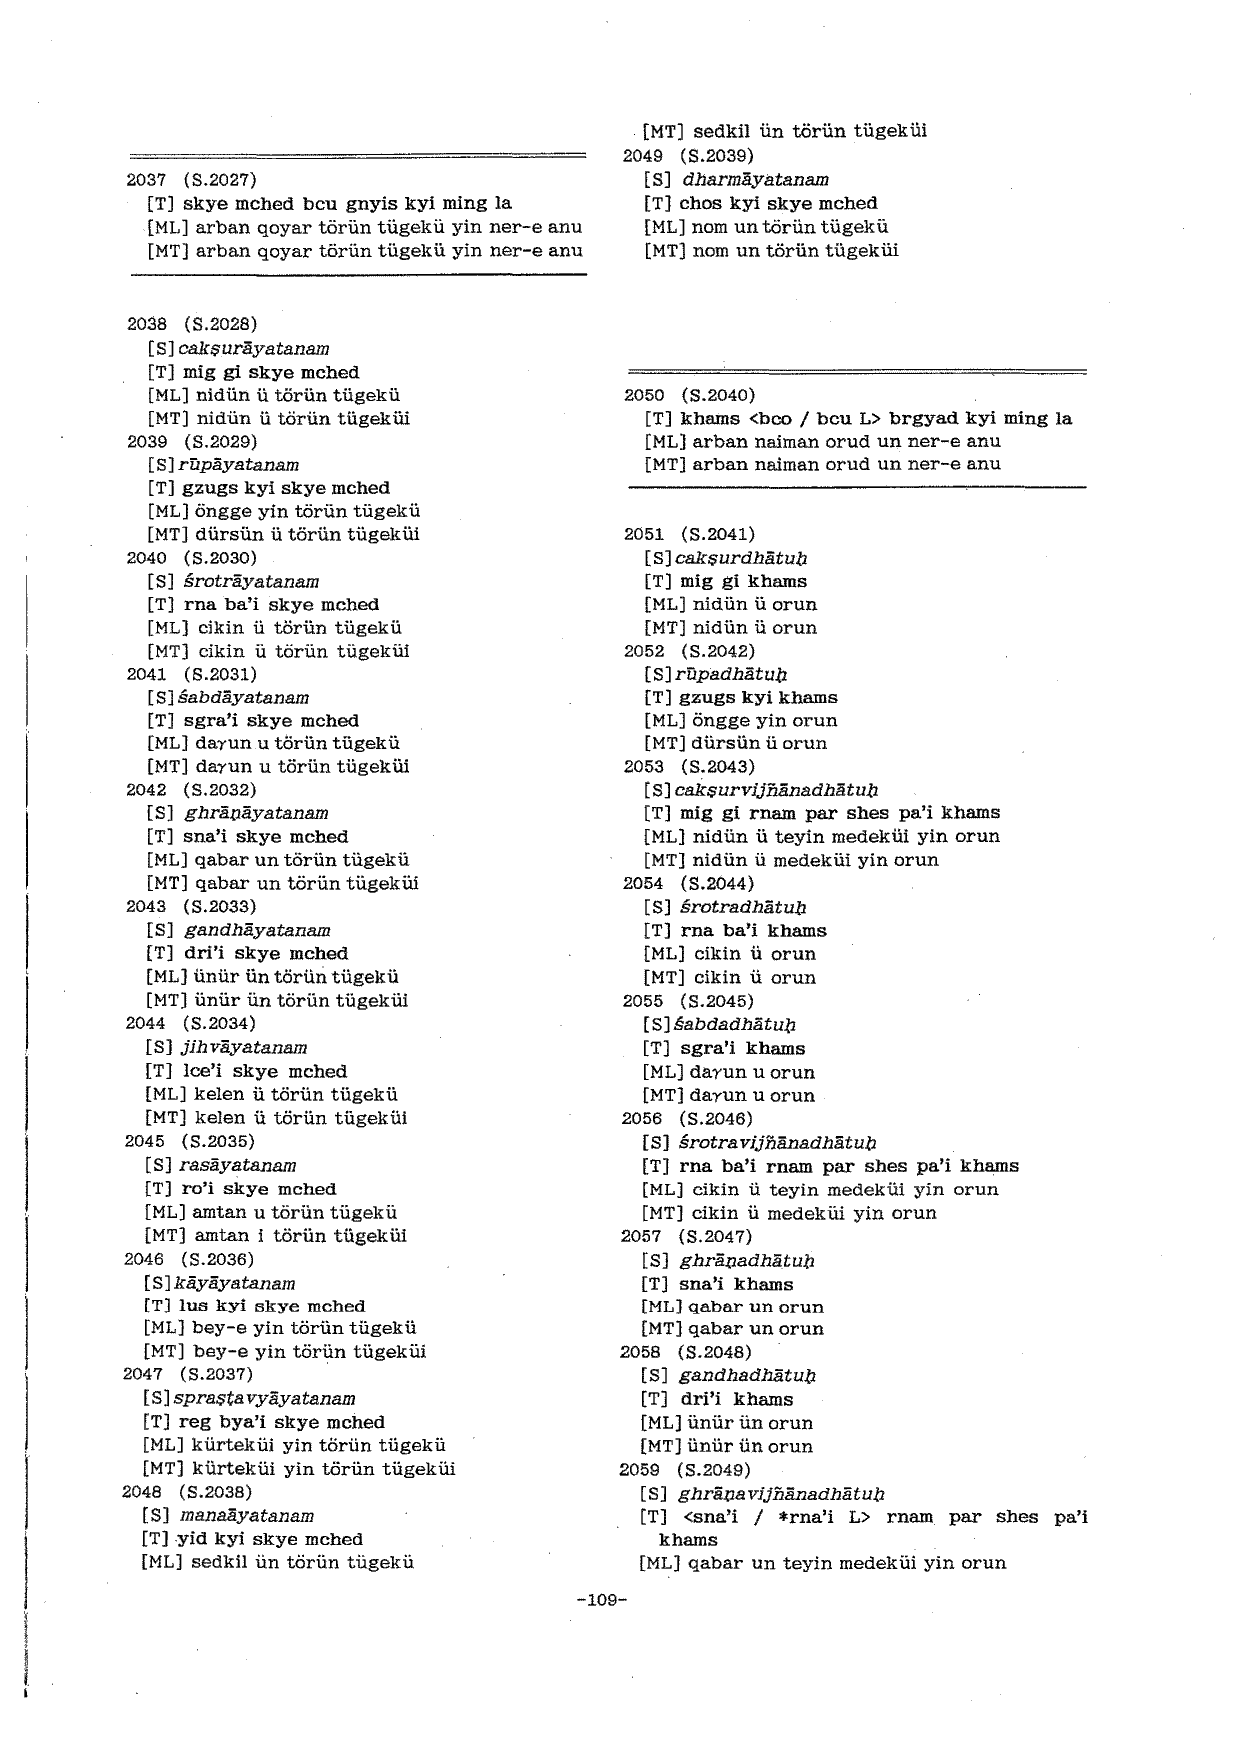 2037 (S.2027)
[T] skye mched bcu gnyis kyi ming la
[ML] arban qoyar törün tügekü yin ner-e anu
[MT] arban qoyar törün tügekü yin ner-e anu
2038 (S.2028)
[S] cakṣurāyatanam
[T] mig gi skye mched
[ML] nidün ü törün tügekü
[MT] nidün ü törün tügeküi
2039 (S.2029)
[S] rūpāyatanam
[T] gzugs kyi skye mched
[ML] öngge yin törün tügekü
[MT] dürsün ü törün tügeküi
2040 (S.2030)
[S] śrotrāyatanam
[T] rna ba'i skye mched
[ML] cikin ü törün tügekü
[MT] cikin ü törün tügeküi
2041 (S.2031)
[S] śabdāyatanam
[T] sgra'i skye mched
[ML] daγun u törün tügekü
[MT] daγun u törün tügeküi
2042 (S.2032)
[S] ghrāṇāyatanam
[T] sna'i skye mched
[ML] qabar un törün tügekü
[MT] qabar un törün tügeküi
2043 (S.2033)
[S] gandhāyatanam
[T] dri'i skye mched
[ML] ünür ün törün tügekü
[MT] ünür ün törün tügeküi
2044 (S.2034)
[S] jihvāyatanam
[T] lce'i skye mched
[ML] kelen ü törün tügekü
[MT] kelen ü törün tügeküi
2045 (S.2035)
[S] rasāyatanam
[T] ro'i skye mched
[ML] amtan u törün tügekü
[MT] amtan i törün tügeküi
2046 (S.2036)
[S] kāyāyatanam
[T] lus kyi skye mched
[ML] bey-e yin törün tügekü
[MT] bey-e yin törün tügeküi
2047 (S.2037)
[S] spraṣṭavyāyatanam
[T] reg bya'i skye mched
[ML] kürteküi yin törün tügekü
[MT] kürteküi yin törün tügeküi
2048 (S.2038)
[S] manaāyatanam
[T] yid kyi skye mched
[ML] sedkil ün törün tügekü
[MT] sedkil ün törün tügeküi
2049 (S.2039)
[S] dharmāyatanam
[T] chos kyi skye mched
[ML] nom un törün tügekü
[MT] nom un törün tügeküi
2050 (S.2040)
[T] khams <bco / bcu L> brgyad kyi ming la
[ML] arban naiman orud un ner-e anu
[MT] arban naiman orud un ner-e anu
2051 (S.2041)
[S] cakṣurdhātuḥ
[T] mig gi khams
[ML] nidün ü orun
[MT] nidün ü orun
2052 (S.2042)
[S] rūpadhātuḥ
[T] gzugs kyi khams
[ML] öngge yin orun
[MT] dürsün ü orun
2053 (S.2043)
[S] cakṣurvijñānadhātuḥ
[T] mig gi rnam par shes pa'i khams
[ML] nidün ü teyin medeküi yin orun
[MT] nidün ü medeküi yin orun
2054 (S.2044)
[S] śrotradhātuḥ
[T] rna ba'i khams
[ML] cikin ü orun
[MT] cikin ü orun
2055 (S.2045)
[S] śabdadhātuḥ
[T] sgra'i khams
[ML] daγun u orun
[MT] daγun u orun
2056 (S.2046)
[S] śrotravijñānadhātuḥ
[T] rna ba'i rnam par shes pa'i khams
[ML] cikin ü teyin medeküi yin orun
[MT] cikin ü medeküi yin orun
2057 (S.2047)
[S] ghrāṇadhātuḥ
[T] sna'i khams
[ML] qabar un orun
[MT] qabar un orun
2058 (S.2048)
[S] gandhadhātuḥ
[T] dri'i khams
[ML] ünür ün orun
[MT] ünür ün orun
2059 (S.2049)
[S] ghrāṇavijñānadhātuḥ
[T] <sna'i / *rna'i L> rnam par shes pa'i
khams
[ML] qabar un teyin medeküi yin orun
-109-